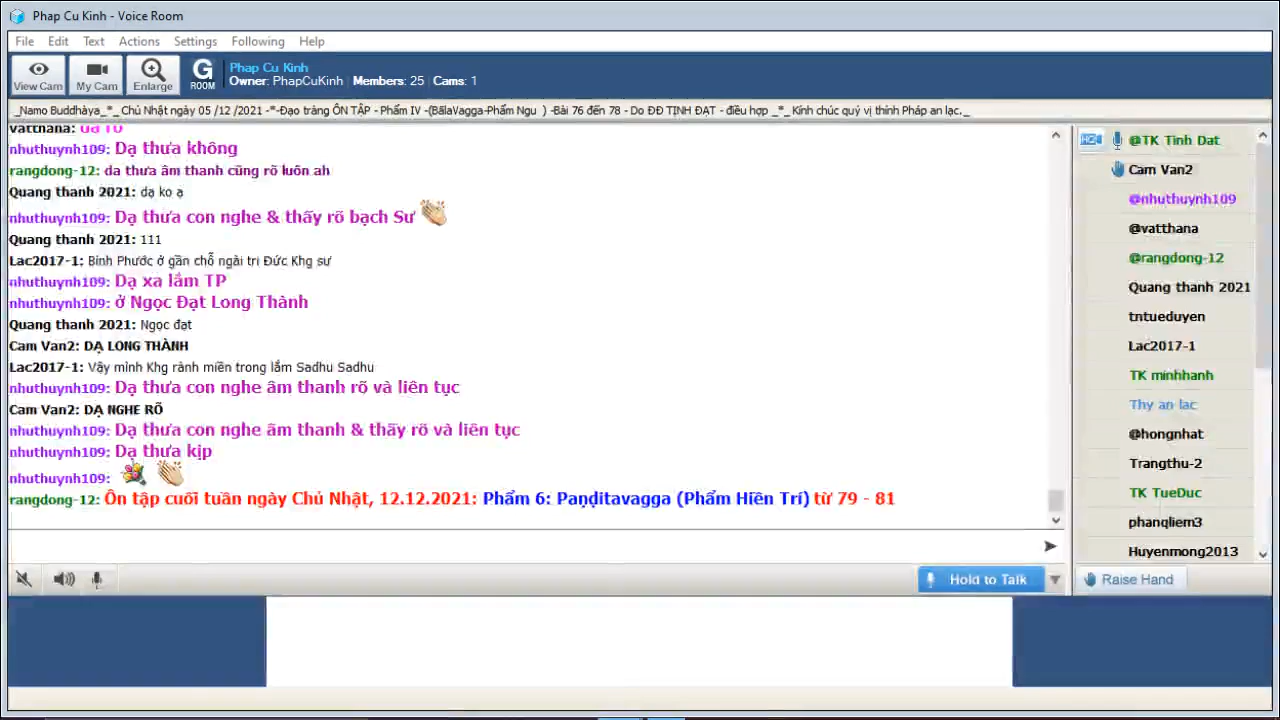 Phap Cu Kinh - Voice Room
File Edit Text Actions Settings Following Help
View Cam My Cam Enlarge G ROOM
Phap Cu Kinh
Owner: PhapCuKinh Members: 25 Cams: 1
_Namo Buddhàya_*_ Chủ Nhật ngày 05 /12 /2021 -*-Đạo tràng ÔN TẬP - Phẩm IV -(BālaVagga-Phẩm Ngu ) -Bài 76 đến 78 - Do ĐĐ TỊNH ĐẠT - điều hợp _*_ Kính chúc quý vị thính Pháp an lạc._
vatthana: dạ rõ
nhuthuynh109: Dạ thưa không
rangdong-12: da thưa âm thanh cũng rõ luôn ah
Quang thanh 2021: dạ ko ạ
nhuthuynh109: Dạ thưa con nghe & thấy rõ bạch Sư
Quang thanh 2021: 111
Lac2017-1: Bình Phước ở gần chỗ ngài tri Đức Khg sư
nhuthuynh109: Dạ xa lắm TP
nhuthuynh109: ở Ngọc Đạt Long Thành
Quang thanh 2021: Ngọc đạt
Cam Van2: DẠ LONG THÀNH
Lac2017-1: Vậy mình Khg rành miền trong lắm Sadhu Sadhu
nhuthuynh109: Dạ thưa con nghe âm thanh rõ và liên tục
Cam Van2: DẠ NGHE RÕ
nhuthuynh109: Dạ thưa con nghe âm thanh & thấy rõ và liên tục
nhuthuynh109: Dạ thưa kịp
nhuthuynh109:
rangdong-12: Ôn tập cuối tuần ngày Chủ Nhật, 12.12.2021: Phẩm 6: Paṇḍitavagga (Phẩm Hiền Trí) từ 79 - 81
Hold to Talk
@TK Tinh Dat
Cam Van2
@nhuthuynh109
@vatthana
@rangdong-12
Quang thanh 2021
tntueduyen
Lac2017-1
TK minhhanh
Thy an lac
@hongnhat
Trangthu-2
TK TueDuc
phanqliem3
Huyenmong2013
Raise Hand